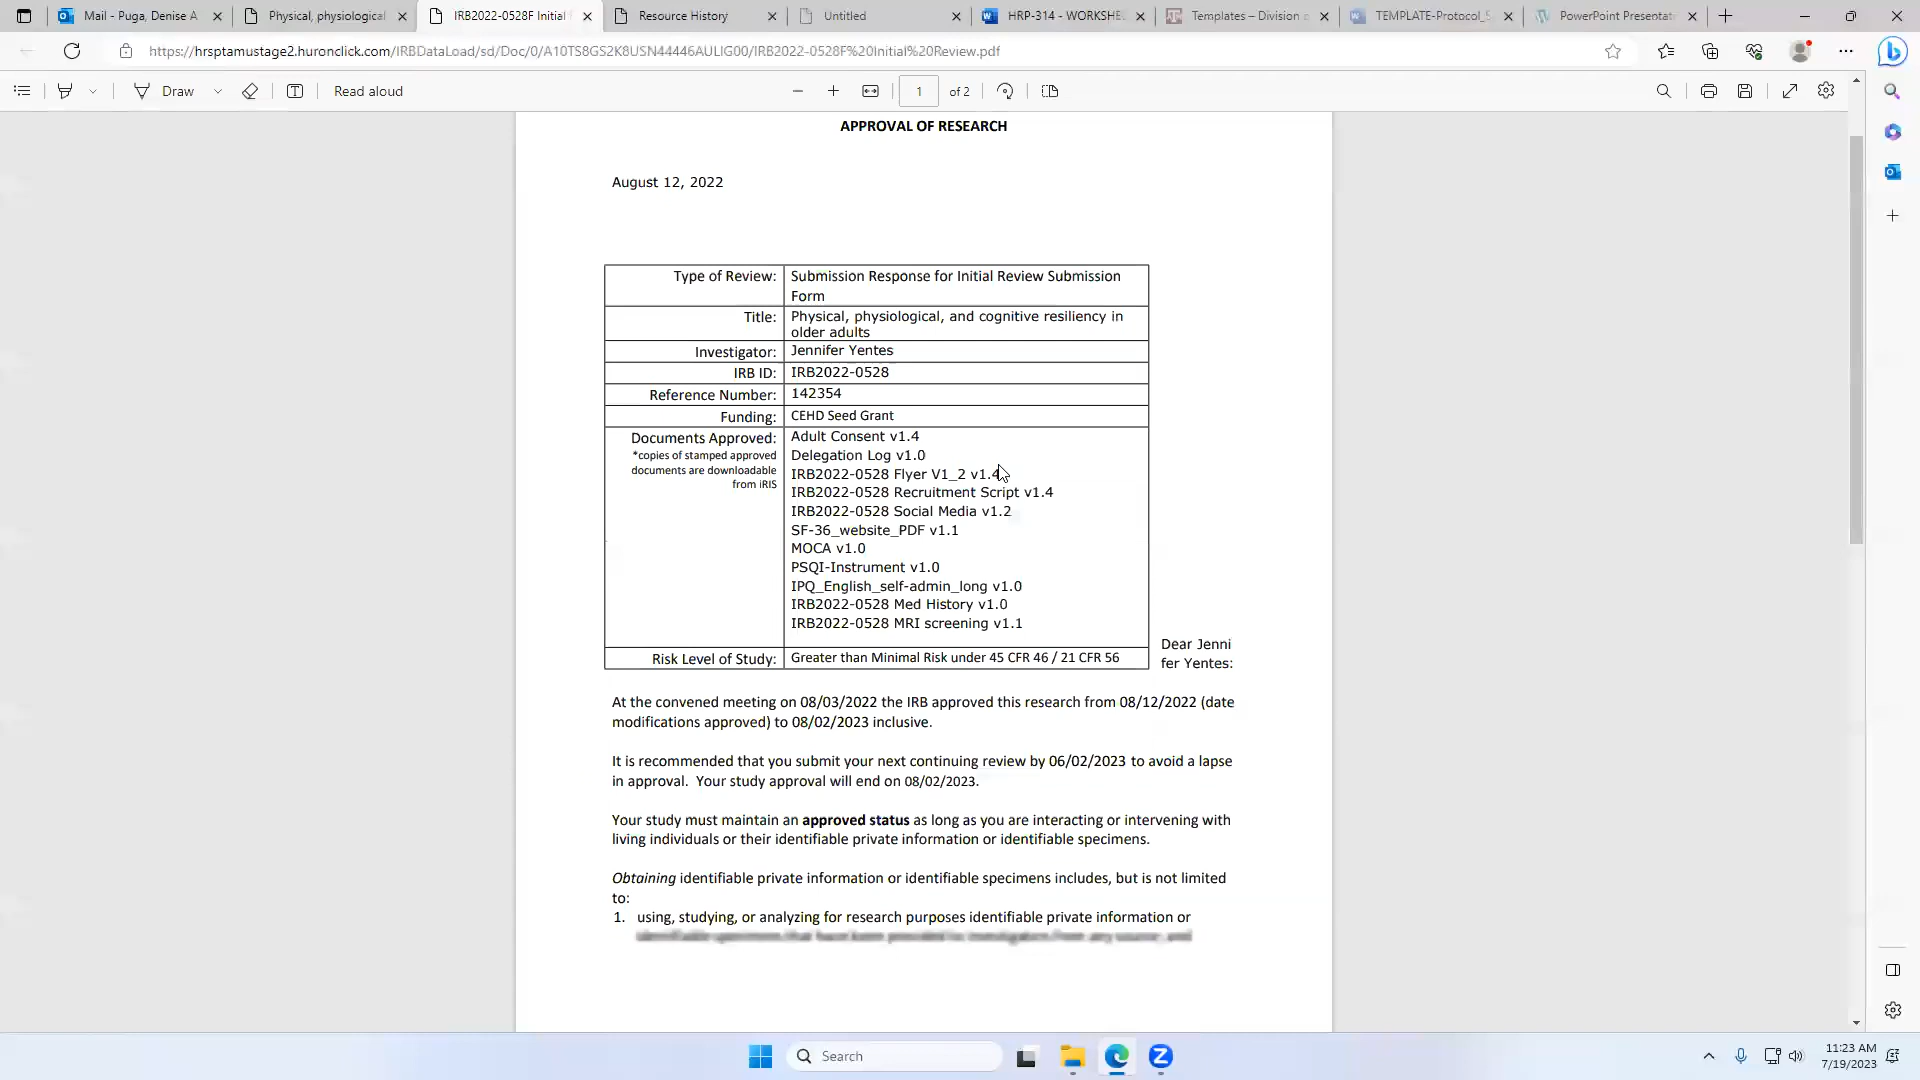 Mail - Puga, Denise A
Physical, physiological
IRB2022-0528F Initial
Resource History
Untitled
HRP-314 - WORKSHE
Templates – Division
TEMPLATE-Protocol_S
PowerPoint Presentat
https://hrsptamustage2.huronclick.com/IRBDataLoad/sd/Doc/0/A10TS8GS2K8USN44446AULIG00/IRB2022-0528F%20Initial%20Review.pdf
Draw
Read aloud
1 of 2
APPROVAL OF RESEARCH
August 12, 2022
Type of Review: Submission Response for Initial Review Submission
Form
Title: Physical, physiological, and cognitive resiliency in
older adults
Investigator: Jennifer Yentes
IRB ID: IRB2022-0528
Reference Number: 142354
Funding: CEHD Seed Grant
Documents Approved: Adult Consent v1.4
*copies of stamped approved Delegation Log v1.0
documents are downloadable IRB2022-0528 Flyer V1_2 v1.4
from iRIS IRB2022-0528 Recruitment Script v1.4
IRB2022-0528 Social Media v1.2
SF-36_website_PDF v1.1
MOCA v1.0
PSQI-Instrument v1.0
IPQ_English_self-admin_long v1.0
IRB2022-0528 Med History v1.0
IRB2022-0528 MRI screening v1.1
Risk Level of Study: Greater than Minimal Risk under 45 CFR 46 / 21 CFR 56
Dear Jenni
fer Yentes:
At the convened meeting on 08/03/2022 the IRB approved this research from 08/12/2022 (date
modifications approved) to 08/02/2023 inclusive.
It is recommended that you submit your next continuing review by 06/02/2023 to avoid a lapse
in approval. Your study approval will end on 08/02/2023.
Your study must maintain an approved status as long as you are interacting or intervening with
living individuals or their identifiable private information or identifiable specimens.
Obtaining identifiable private information or identifiable specimens includes, but is not limited
to:
1. using, studying, or analyzing for research purposes identifiable private information or
Search
11:23 AM
7/19/2023